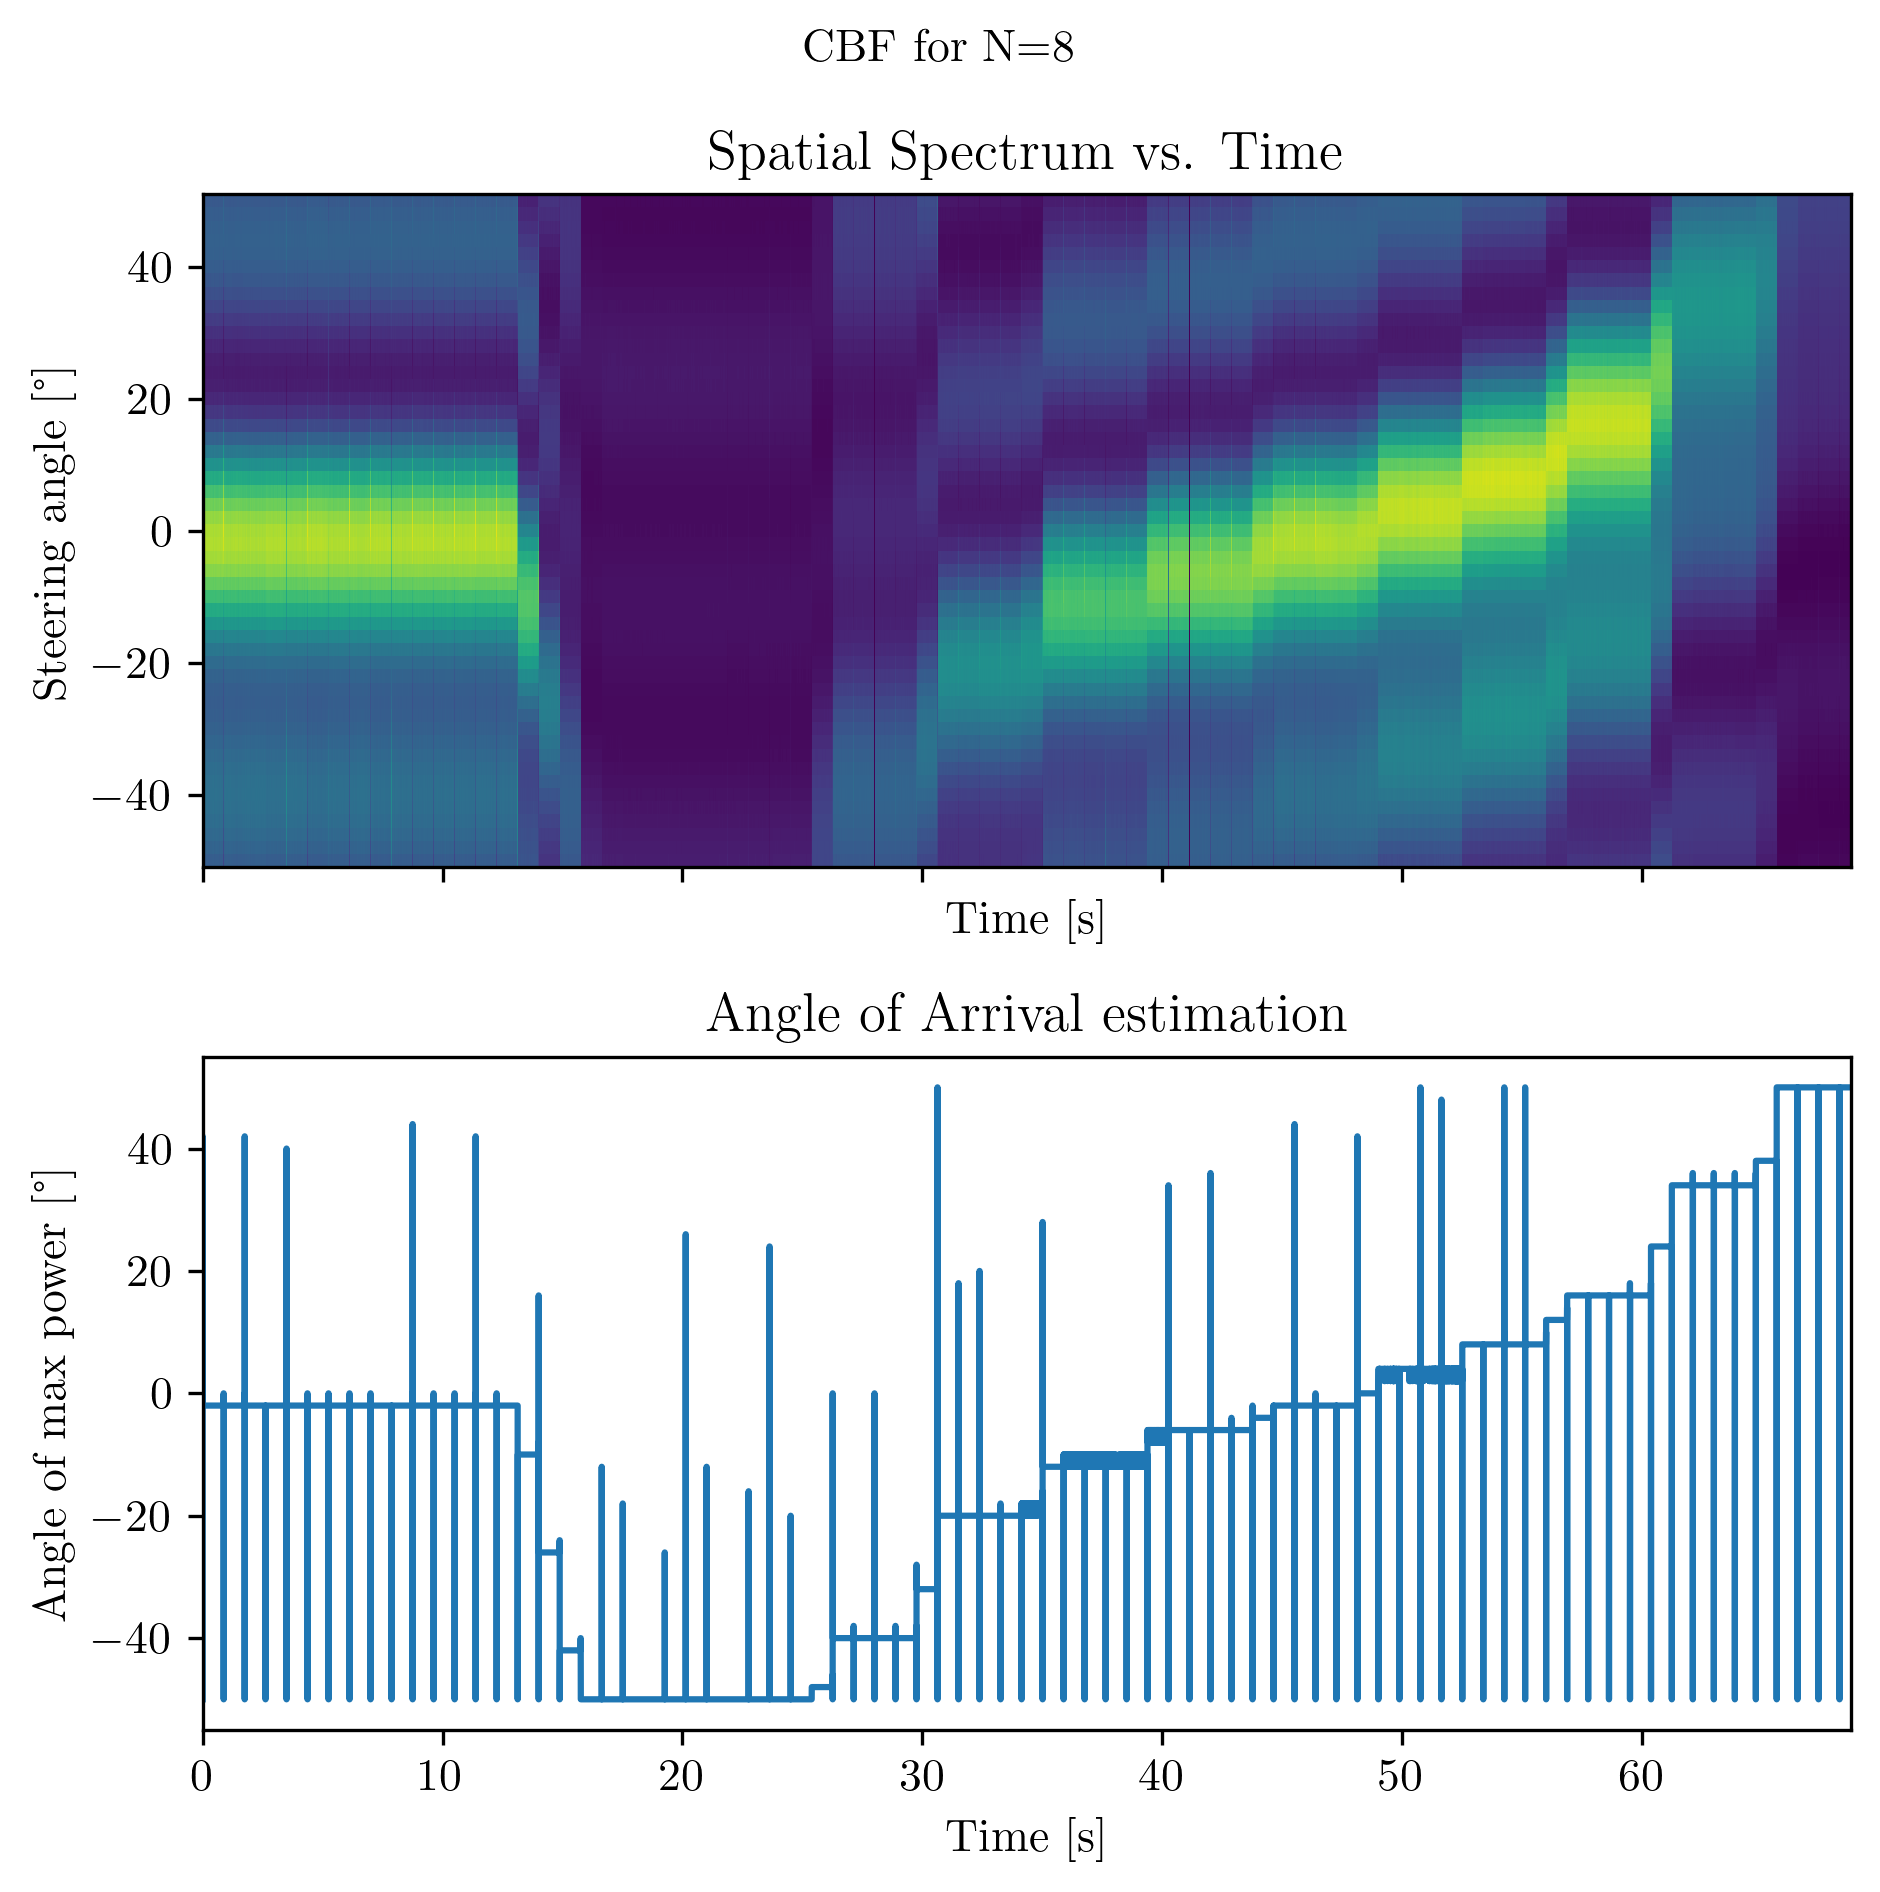 CBF for N=8
Spatial Spectrum vs. Time
Steering angle [°]
40
20
0
−20
−40
Time [s]
Angle of Arrival estimation
Angle of max power [°]
40
20
0
−20
−40
0 10 20 30 40 50 60
Time [s]